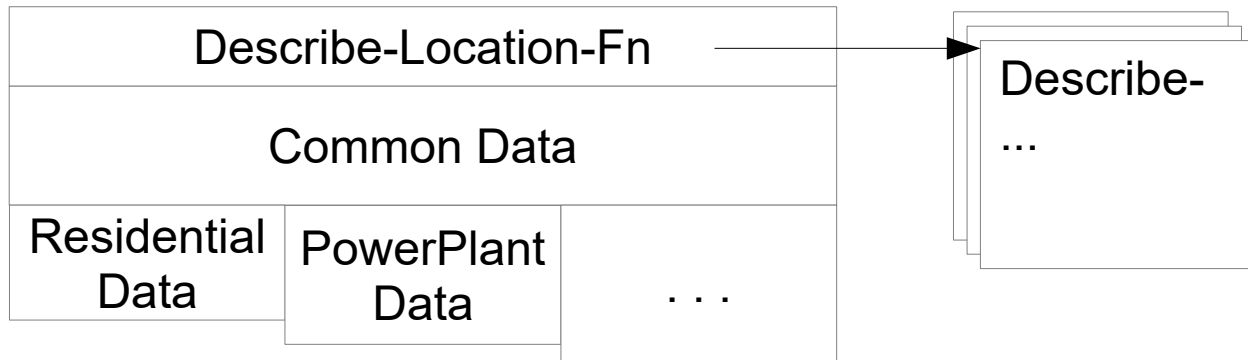 Describe-Location-Fn
Describe-
...
Common Data
Residential
Data
PowerPlant
Data
. . .